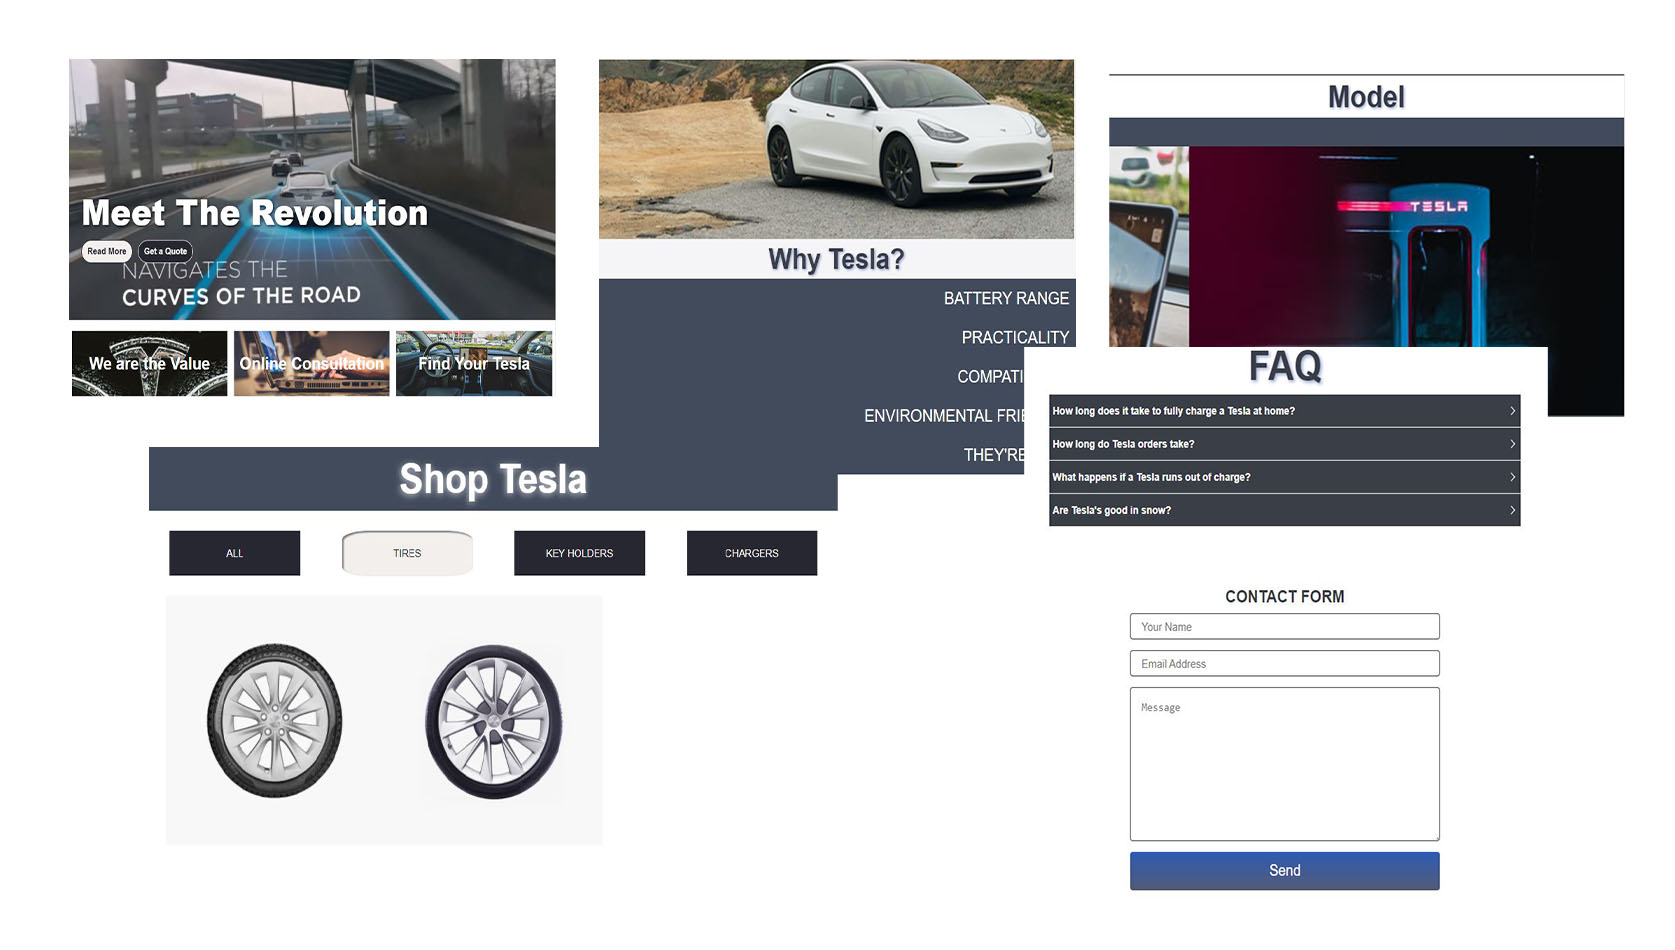 Meet The Revolution
Read More
Get a Quote
NAVIGATES THE
CURVES OF THE ROAD
We are the Value
Online Consultation
Find Your Tesla
Why Tesla?
BATTERY RANGE
PRACTICALITY
COMPATI
ENVIRONMENTAL FRIE
THEY'RE
Model
TESLA
FAQ
How long does it take to fully charge a Tesla at home?
How long do Tesla orders take?
What happens if a Tesla runs out of charge?
Are Tesla's good in snow?
Shop Tesla
ALL
TIRES
KEY HOLDERS
CHARGERS
CONTACT FORM
Your Name
Email Address
Message
Send